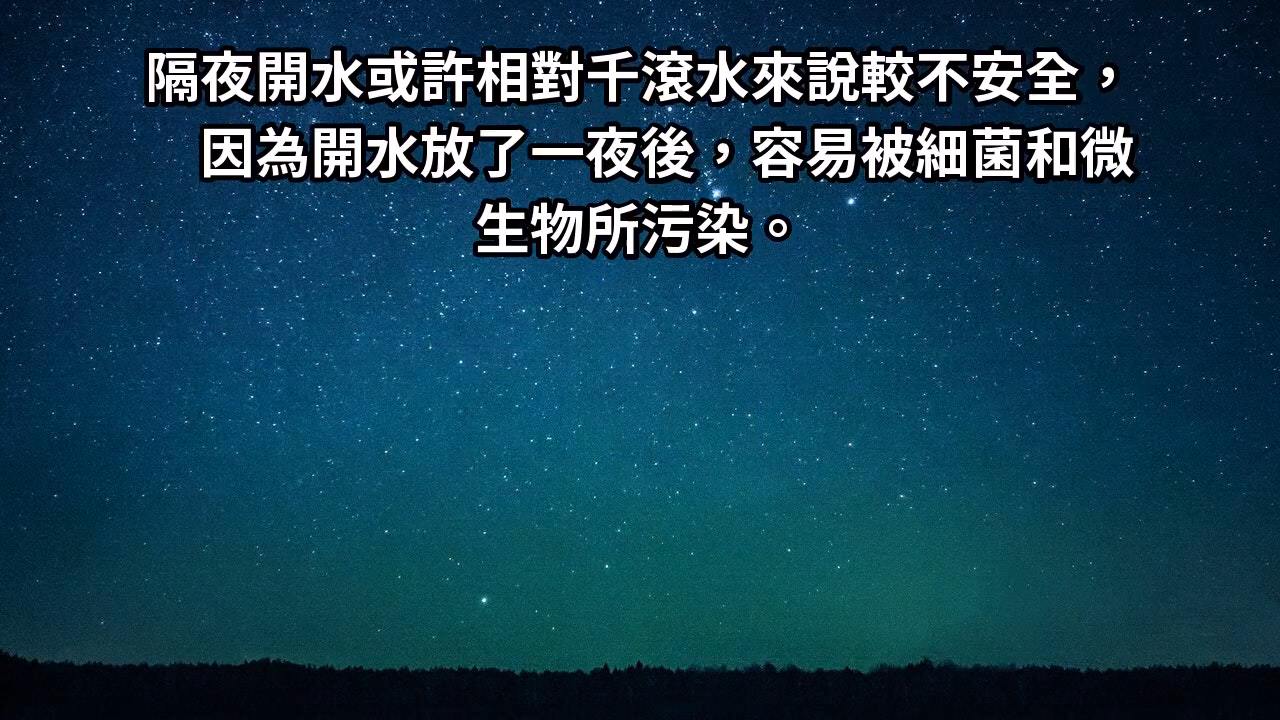 隔夜開水或許相對千滾水來說較不安全，
因為開水放了一夜後，容易被細菌和微
生物所污染。